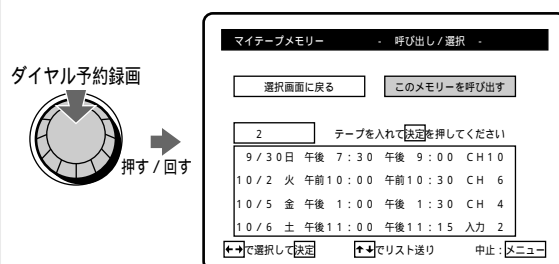 マイテープメモリー - 呼び出し/選択 -
ダイヤル予約録画
選択画面に戻る このメモリーを呼び出す
2 テープを入れて決定を押してください
押す/回す
9/30日 午後 7:30 午後 9:00 CH10
10/2 火 午前10:00 午前10:30 CH 6
10/5 金 午後 1:00 午後 1:30 CH 4
10/6 土 午後11:00 午後11:15 入力 2
←→で選択して決定 ↑↓でリスト送り 中止:メニュー